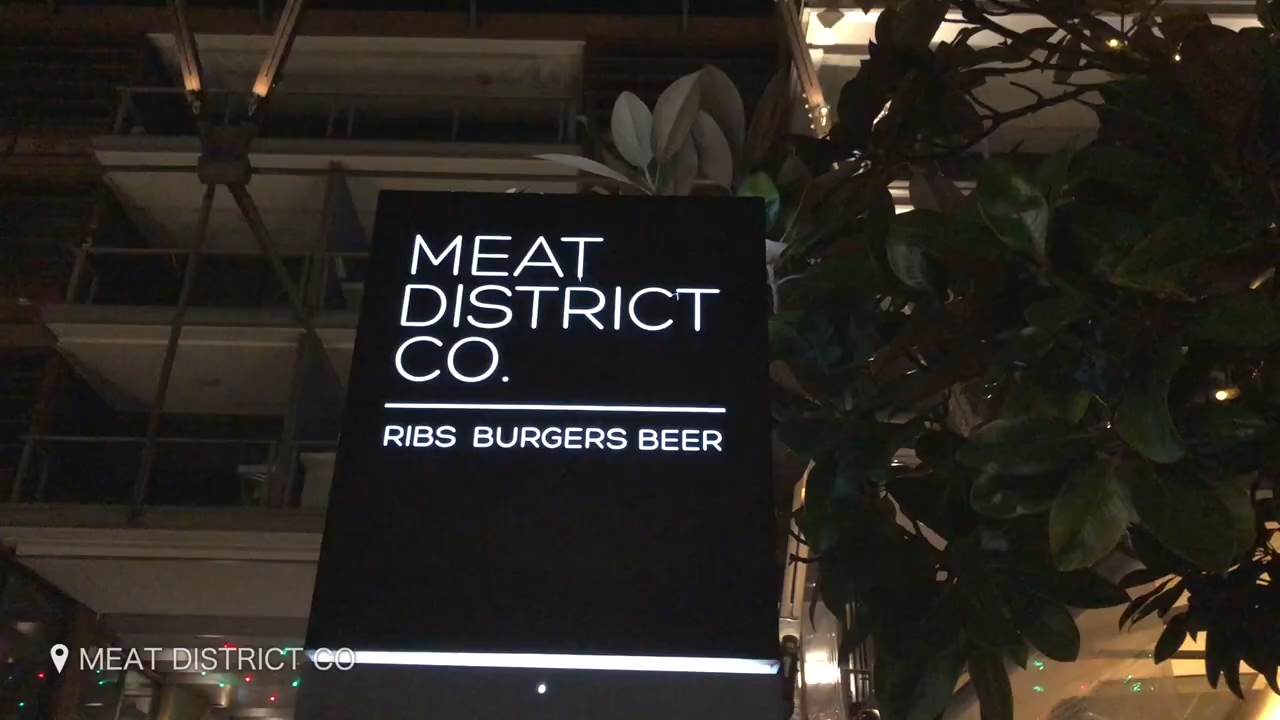 MEAT
DISTRICT
CO.
RIBS BURGERS BEER
MEAT DISTRICT CO